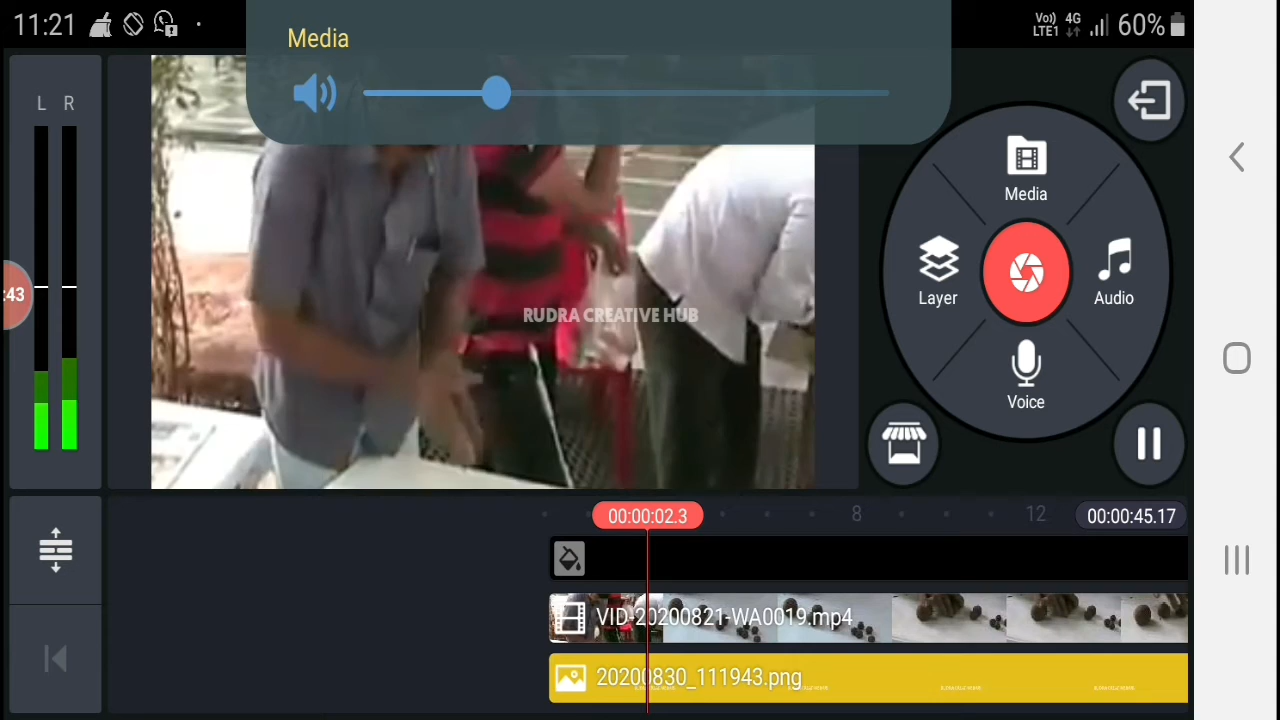 11:21
Vo)) 4G
LTE1
60%
Media
L R
:43
RUDRA CREATIVE HUB
Media
Layer
Audio
Voice
00:00:02.3
8
12
00:00:45.17
VID-20200821-WA0019.mp4
20200830_111943.png